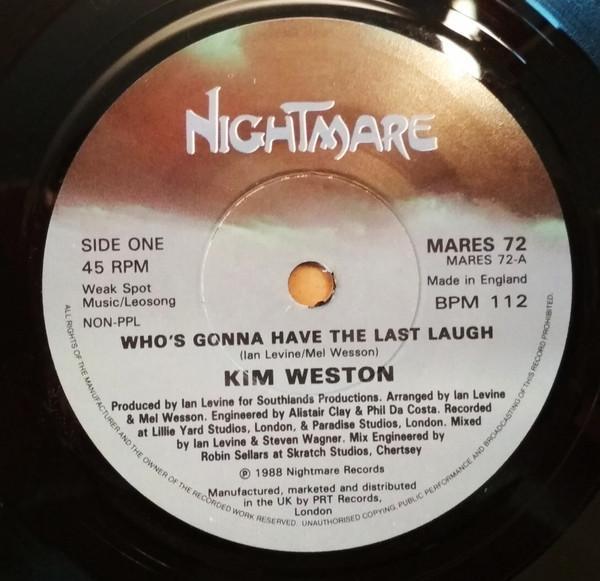 NIGHTMARE
SIDE ONE
45 RPM
Weak Spot
Music/Leosong
NON-PPL
MARES 72
MARES 72-A
Made in England
BPM 112
WHO'S GONNA HAVE THE LAST LAUGH
(Ian Levine/Mel Wesson)
KIM WESTON
Produced by Ian Levine for Southlands Productions. Arranged by Ian Levine
& Mel Wesson. Engineered by Alistair Clay & Phil Da Costa. Recorded
at Lillie Yard Studios, London, & Paradise Studios, London. Mixed
by Ian Levine & Steven Wagner. Mix Engineered by
Robin Sellars at Skratch Studios, Chertsey
℗ 1988 Nightmare Records
Manufactured, marketed and distributed
in the UK by PRT Records,
London
ALL RIGHTS OF THE MANUFACTURER AND THE OWNER OF THE RECORDED WORK RESERVED. UNAUTHORISED COPYING, PUBLIC PERFORMANCE AND BROADCASTING OF THIS RECORD PROHIBITED.